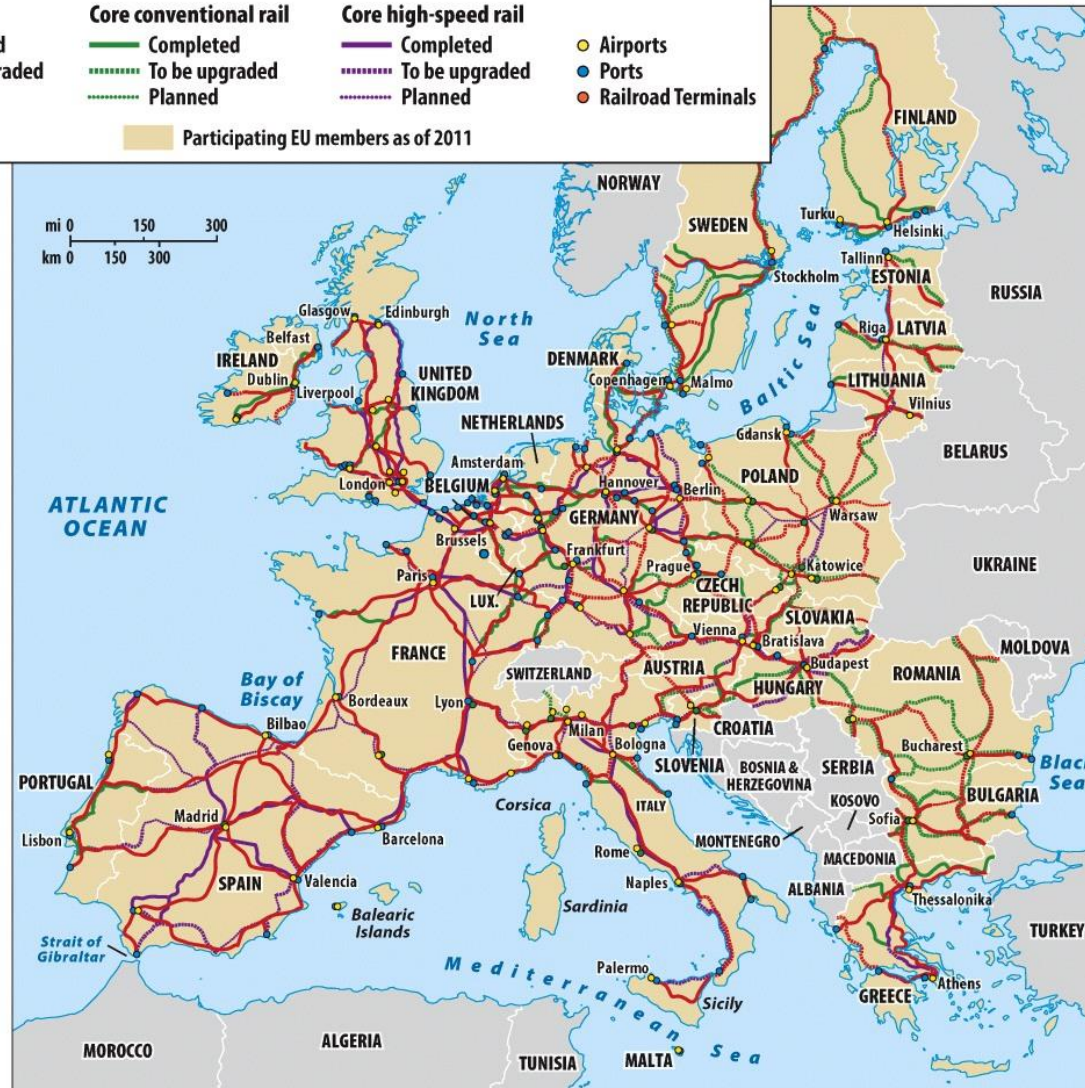 Core conventional rail
Core high-speed rail
d
Completed
Completed
Airports
graded
To be upgraded
To be upgraded
Ports
Planned
Planned
Railroad Terminals
Participating EU members as of 2011
mi 0 150 300
km 0 150 300
NORWAY
SWEDEN
FINLAND
Turku
Helsinki
Tallinn
ESTONIA
Stockholm
RUSSIA
Glasgow
Edinburgh
North
Sea
Belfast
IRELAND
Dublin
Liverpool
UNITED
KINGDOM
DENMARK
Copenhagen
Malmo
Baltic Sea
Riga
LATVIA
LITHUANIA
Vilnius
NETHERLANDS
Gdansk
BELARUS
Amsterdam
London
BELGIUM
Hannover
Berlin
POLAND
Warsaw
ATLANTIC
OCEAN
GERMANY
Brussels
Frankfurt
Prague
Katowice
UKRAINE
Paris
LUX.
CZECH
REPUBLIC
SLOVAKIA
Vienna
Bratislava
MOLDOVA
FRANCE
SWITZERLAND
AUSTRIA
Budapest
HUNGARY
ROMANIA
Bay of
Biscay
Bordeaux
Lyon
Bilbao
Genova
Milan
Bologna
CROATIA
SLOVENIA
BOSNIA &
HERZEGOVINA
SERBIA
Bucharest
Black
Sea
PORTUGAL
Corsica
ITALY
KOSOVO
BULGARIA
Sofia
Madrid
Lisbon
Barcelona
MONTENEGRO
Rome
MACEDONIA
SPAIN
Valencia
Naples
ALBANIA
Thessalonika
Balearic
Islands
Sardinia
TURKEY
Strait of
Gibraltar
Mediterranean Sea
Palermo
Sicily
Athens
GREECE
MOROCCO
ALGERIA
TUNISIA
MALTA